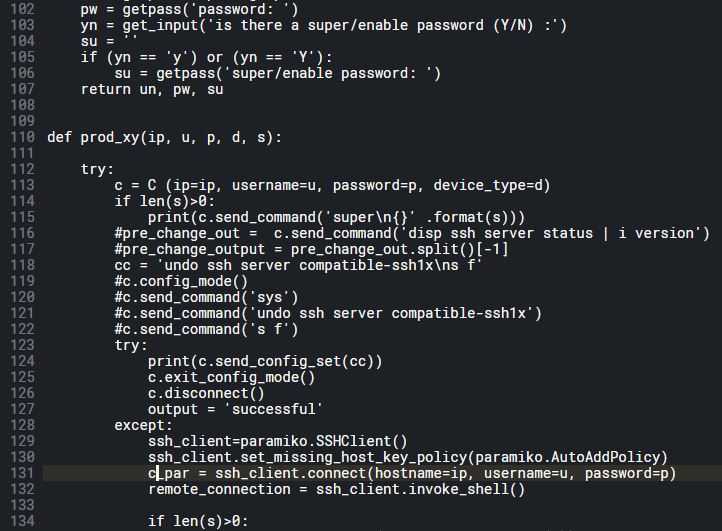 102 pw = getpass('password: ')
103 yn = get_input('is there a super/enable password (Y/N) :')
104 su = ''
105 if (yn == 'y') or (yn == 'Y'):
106 su = getpass('super/enable password: ')
107 return un, pw, su
108
109
110 def prod_xy(ip, u, p, d, s):
111
112 try:
113 c = C (ip=ip, username=u, password=p, device_type=d)
114 if len(s)>0:
115 print(c.send_command('super\n{}' .format(s)))
116 #pre_change_out =  c.send_command('disp ssh server status | i version')
117 #pre_change_output = pre_change_out.split()[-1]
118 cc = 'undo ssh server compatible-ssh1x\ns f'
119 #c.config_mode()
120 #c.send_command('sys')
121 #c.send_command('undo ssh server compatible-ssh1x')
122 #c.send_command('s f')
123 try:
124 print(c.send_config_set(cc))
125 c.exit_config_mode()
126 c.disconnect()
127 output = 'successful'
128 except:
129 ssh_client=paramiko.SSHClient()
130 ssh_client.set_missing_host_key_policy(paramiko.AutoAddPolicy)
131 c_par = ssh_client.connect(hostname=ip, username=u, password=p)
132 remote_connection = ssh_client.invoke_shell()
133
134 if len(s)>0: